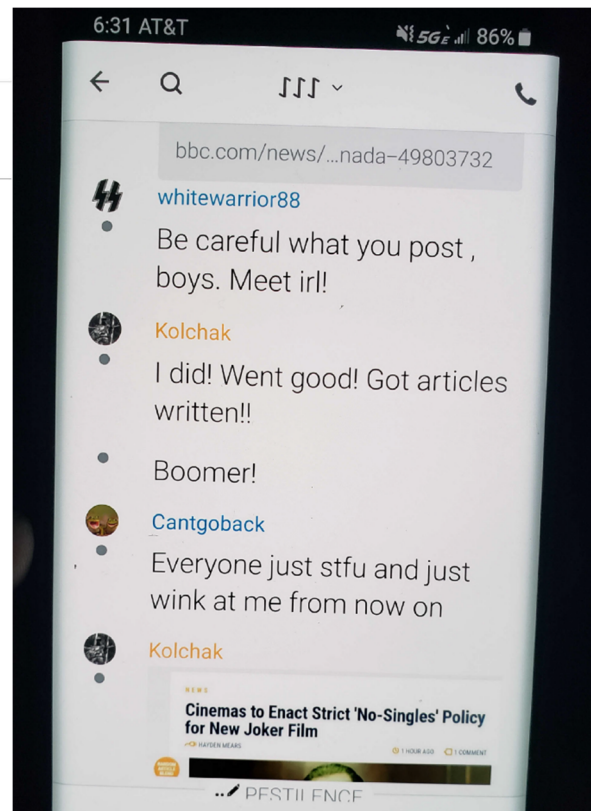 6:31 AT&T
5GE 86%
bbc.com/news/...nada-49803732
whitewarrior88
Be careful what you post ,
boys. Meet irl!
Kolchak
I did! Went good! Got articles
written!!
Boomer!
Cantgoback
Everyone just stfu and just
wink at me from now on
Kolchak
NEWS
Cinemas to Enact Strict 'No-Singles' Policy
for New Joker Film
HAYDEN MEARS
1 HOUR AGO 1 COMMENT
PESTILENCE